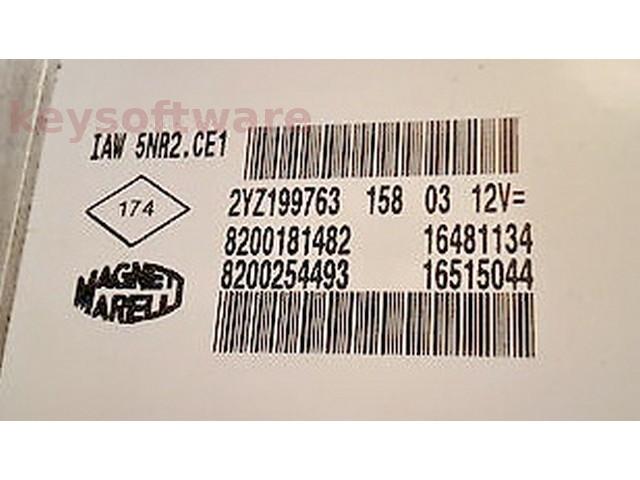 keysoftware
IAW 5NR2.CE1
174
2YZ199763 158 03 12V=
8200181482 16481134
8200254493 16515044
MAGNETI
MARELLI